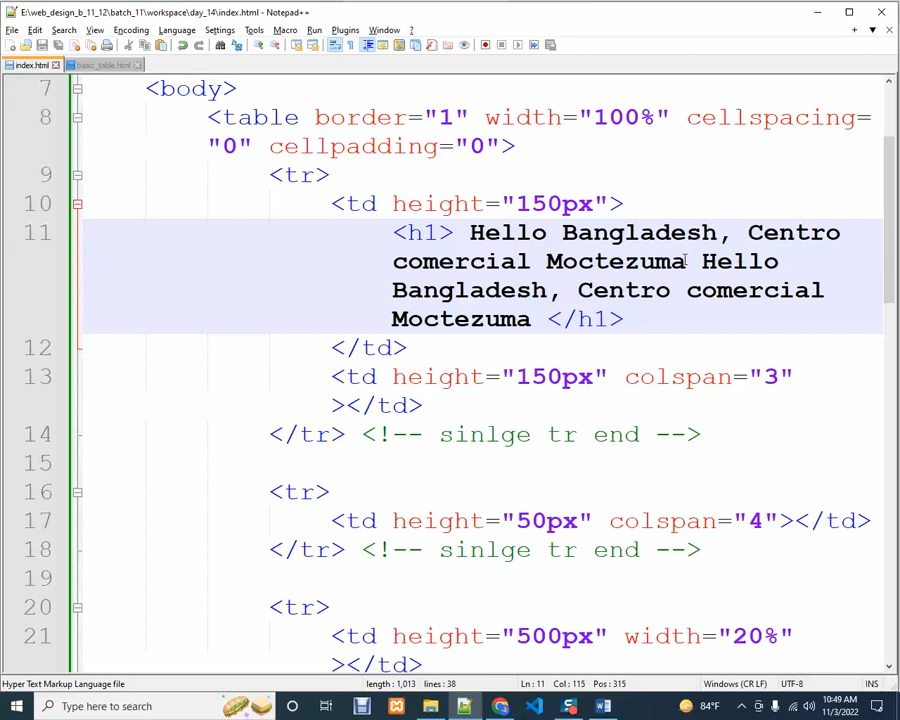 E:\web_design_b_11_12\batch_11\workspace\day_14\index.html - Notepad++
File Edit Search View Encoding Language Settings Tools Macro Run Plugins Window ?
index.html basic_table.html
7 <body>
8 <table border="1" width="100%" cellspacing=
"0" cellpadding="0">
9 <tr>
10 <td height="150px">
11 <h1> Hello Bangladesh, Centro
comercial Moctezuma Hello
Bangladesh, Centro comercial
Moctezuma </h1>
12 </td>
13 <td height="150px" colspan="3"
></td>
14 </tr> <!-- sinlge tr end -->
15
16 <tr>
17 <td height="50px" colspan="4"></td>
18 </tr> <!-- sinlge tr end -->
19
20 <tr>
21 <td height="500px" width="20%"
></td>
Hyper Text Markup Language file length : 1,013 lines : 38 Ln : 11 Col : 115 Pos : 315 Windows (CR LF) UTF-8 INS
Type here to search 84°F 10:49 AM
11/3/2022